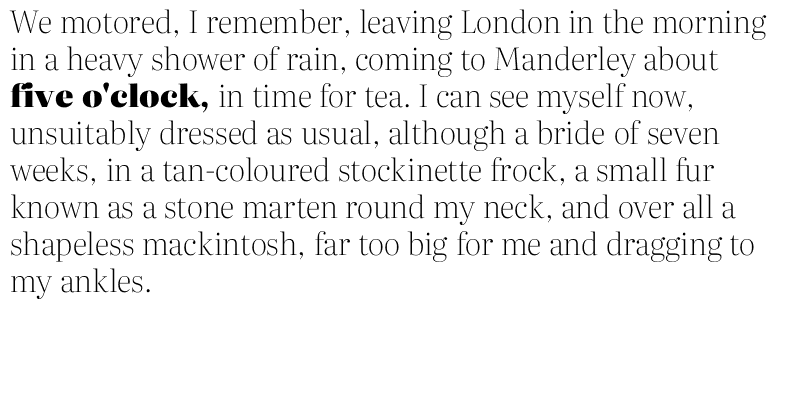 We motored, I remember, leaving London in the morning
in a heavy shower of rain, coming to Manderley about
five o'clock, in time for tea. I can see myself now,
unsuitably dressed as usual, although a bride of seven
weeks, in a tan-coloured stockinette frock, a small fur
known as a stone marten round my neck, and over all a
shapeless mackintosh, far too big for me and dragging to
my ankles.